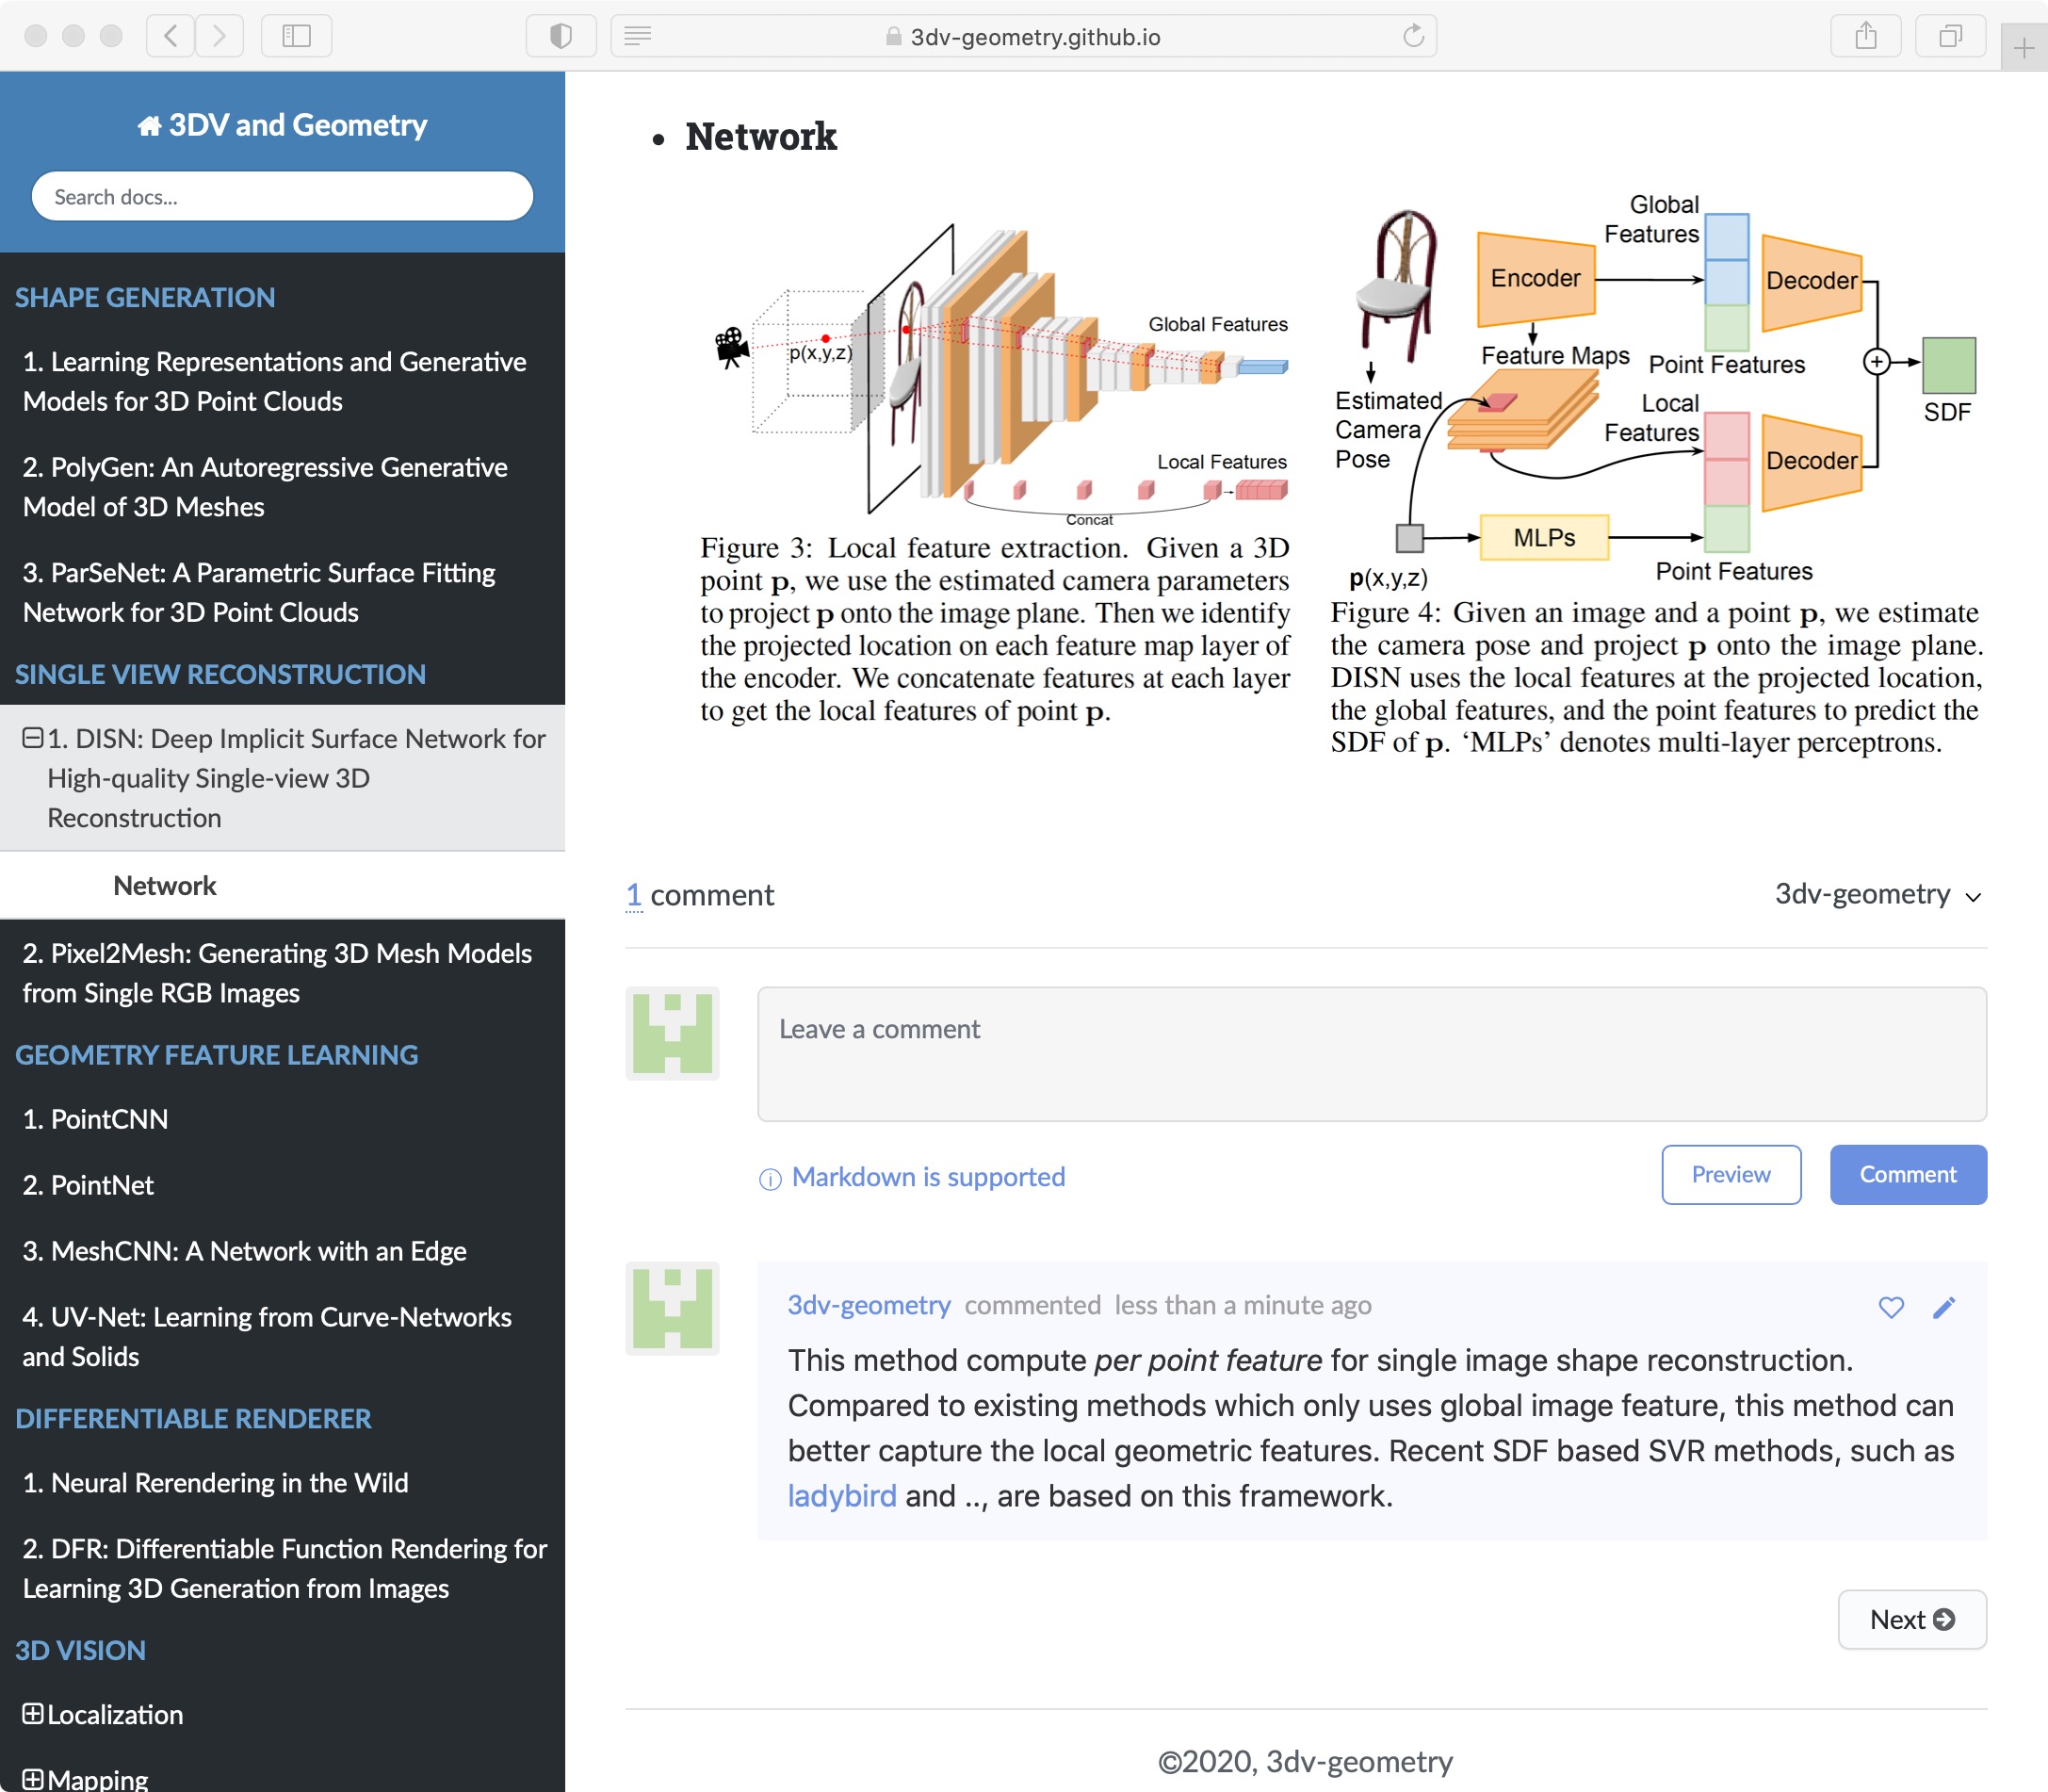 3dv-geometry.github.io
3DV and Geometry
Search docs...
SHAPE GENERATION
1. Learning Representations and Generative
Models for 3D Point Clouds
2. PolyGen: An Autoregressive Generative
Model of 3D Meshes
3. ParSeNet: A Parametric Surface Fitting
Network for 3D Point Clouds
SINGLE VIEW RECONSTRUCTION
1. DISN: Deep Implicit Surface Network for
High-quality Single-view 3D
Reconstruction
Network
2. Pixel2Mesh: Generating 3D Mesh Models
from Single RGB Images
GEOMETRY FEATURE LEARNING
1. PointCNN
2. PointNet
3. MeshCNN: A Network with an Edge
4. UV-Net: Learning from Curve-Networks
and Solids
DIFFERENTIABLE RENDERER
1. Neural Rerendering in the Wild
2. DFR: Differentiable Function Rendering for
Learning 3D Generation from Images
3D VISION
Localization
Mapping
• Network
p(x,y,z)
Global Features
Local Features
Concat
Figure 3: Local feature extraction. Given a 3D
point p, we use the estimated camera parameters
to project p onto the image plane. Then we identify
the projected location on each feature map layer of
the encoder. We concatenate features at each layer
to get the local features of point p.
Global
Features
Encoder
Decoder
Feature Maps
Point Features
Estimated
Camera
Pose
Local
Features
Decoder
SDF
MLPs
p(x,y,z)
Point Features
Figure 4: Given an image and a point p, we estimate
the camera pose and project p onto the image plane.
DISN uses the local features at the projected location,
the global features, and the point features to predict the
SDF of p. ‘MLPs’ denotes multi-layer perceptrons.
1 comment
3dv-geometry
Leave a comment
Markdown is supported
Preview
Comment
3dv-geometry commented less than a minute ago
This method compute per point feature for single image shape reconstruction.
Compared to existing methods which only uses global image feature, this method can
better capture the local geometric features. Recent SDF based SVR methods, such as
ladybird and .., are based on this framework.
Next
©2020, 3dv-geometry